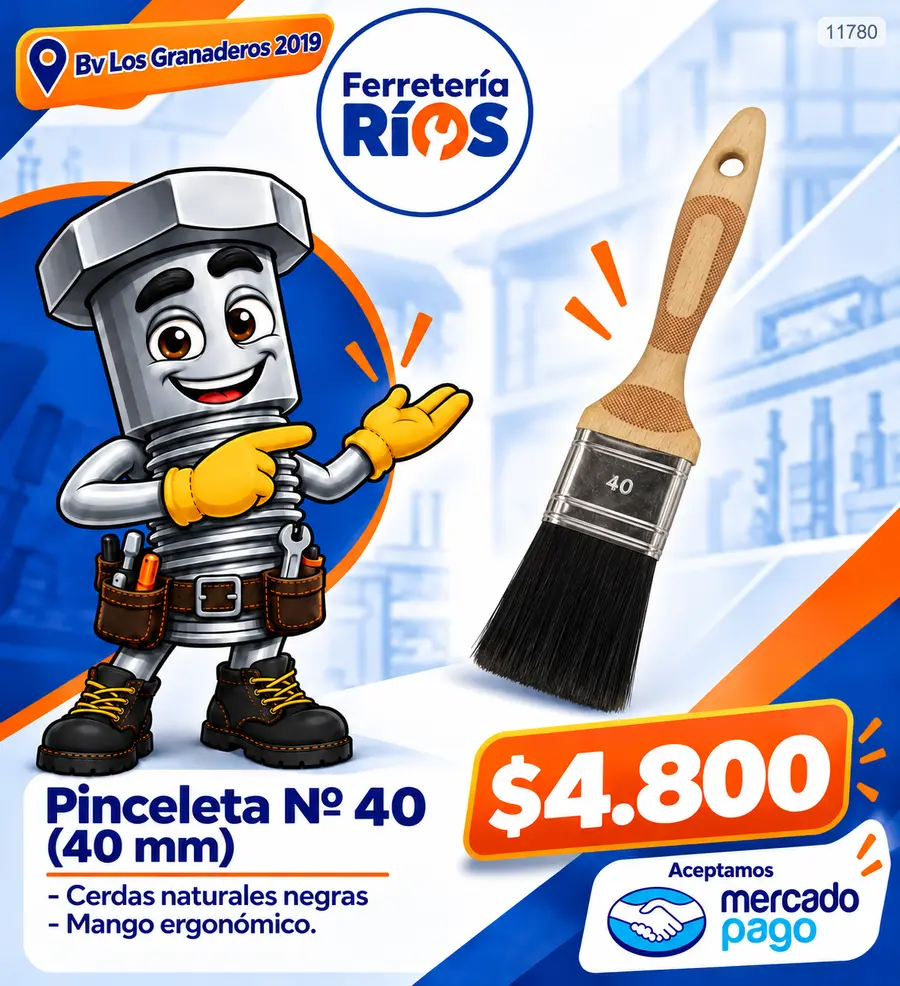 Bv Los Granaderos 2019
Ferretería
RÍOS
11780
40
Pinceleta Nº 40
(40 mm)
- Cerdas naturales negras
- Mango ergonómico.
$4.800
Aceptamos
mercado
pago